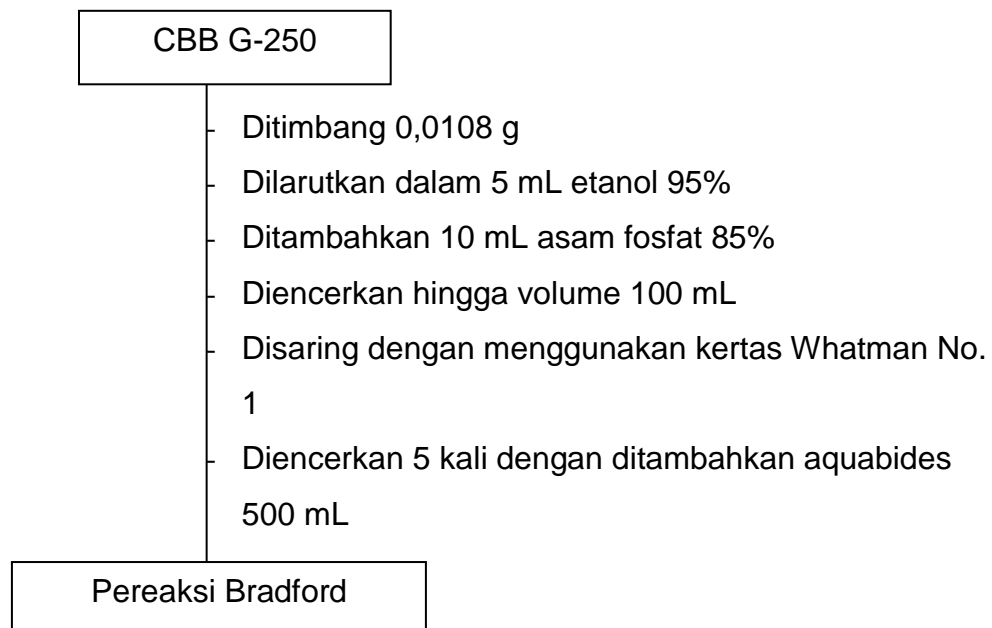 CBB G-250
- Ditimbang 0,0108 g
- Dilarutkan dalam 5 mL etanol 95%
- Ditambahkan 10 mL asam fosfat 85%
- Diencerkan hingga volume 100 mL
- Disaring dengan menggunakan kertas Whatman No.
1
- Diencerkan 5 kali dengan ditambahkan aquabides
500 mL
Pereaksi Bradford